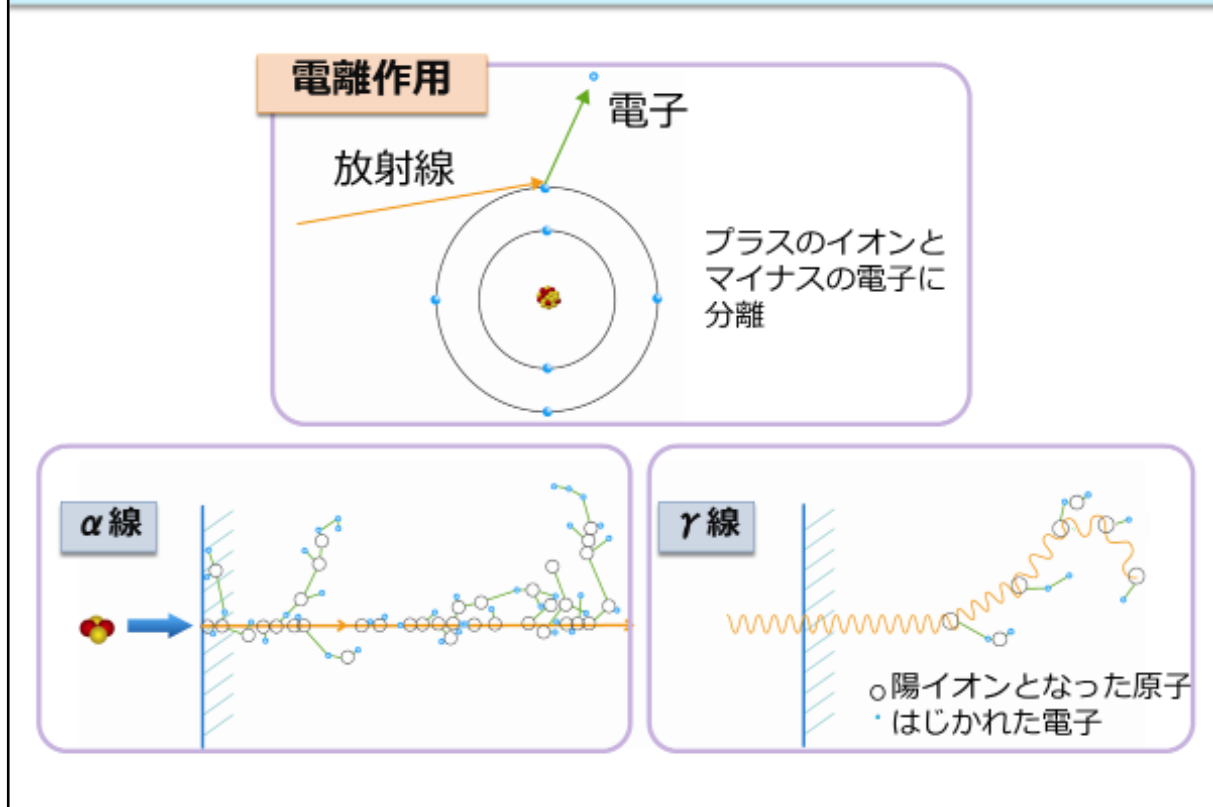 電離作用
電子
放射線
プラスのイオンと
マイナスの電子に
分離
α線
γ線
○陽イオンとなった原子
・はじかれた電子